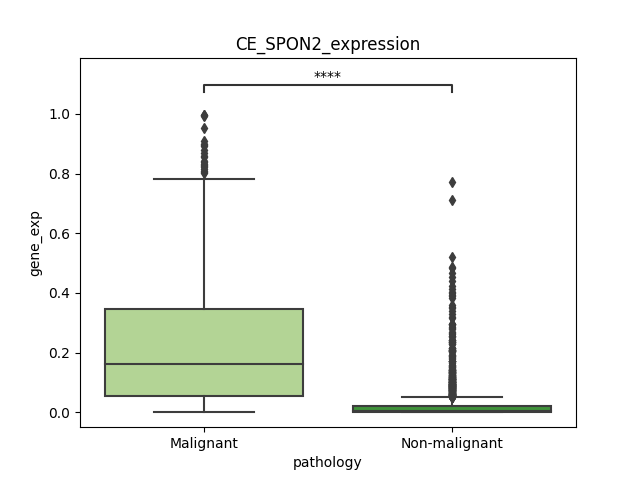 CE_SPON2_expression
****
gene_exp
1.0
0.8
0.6
0.4
0.2
0.0
Malignant
Non-malignant
pathology